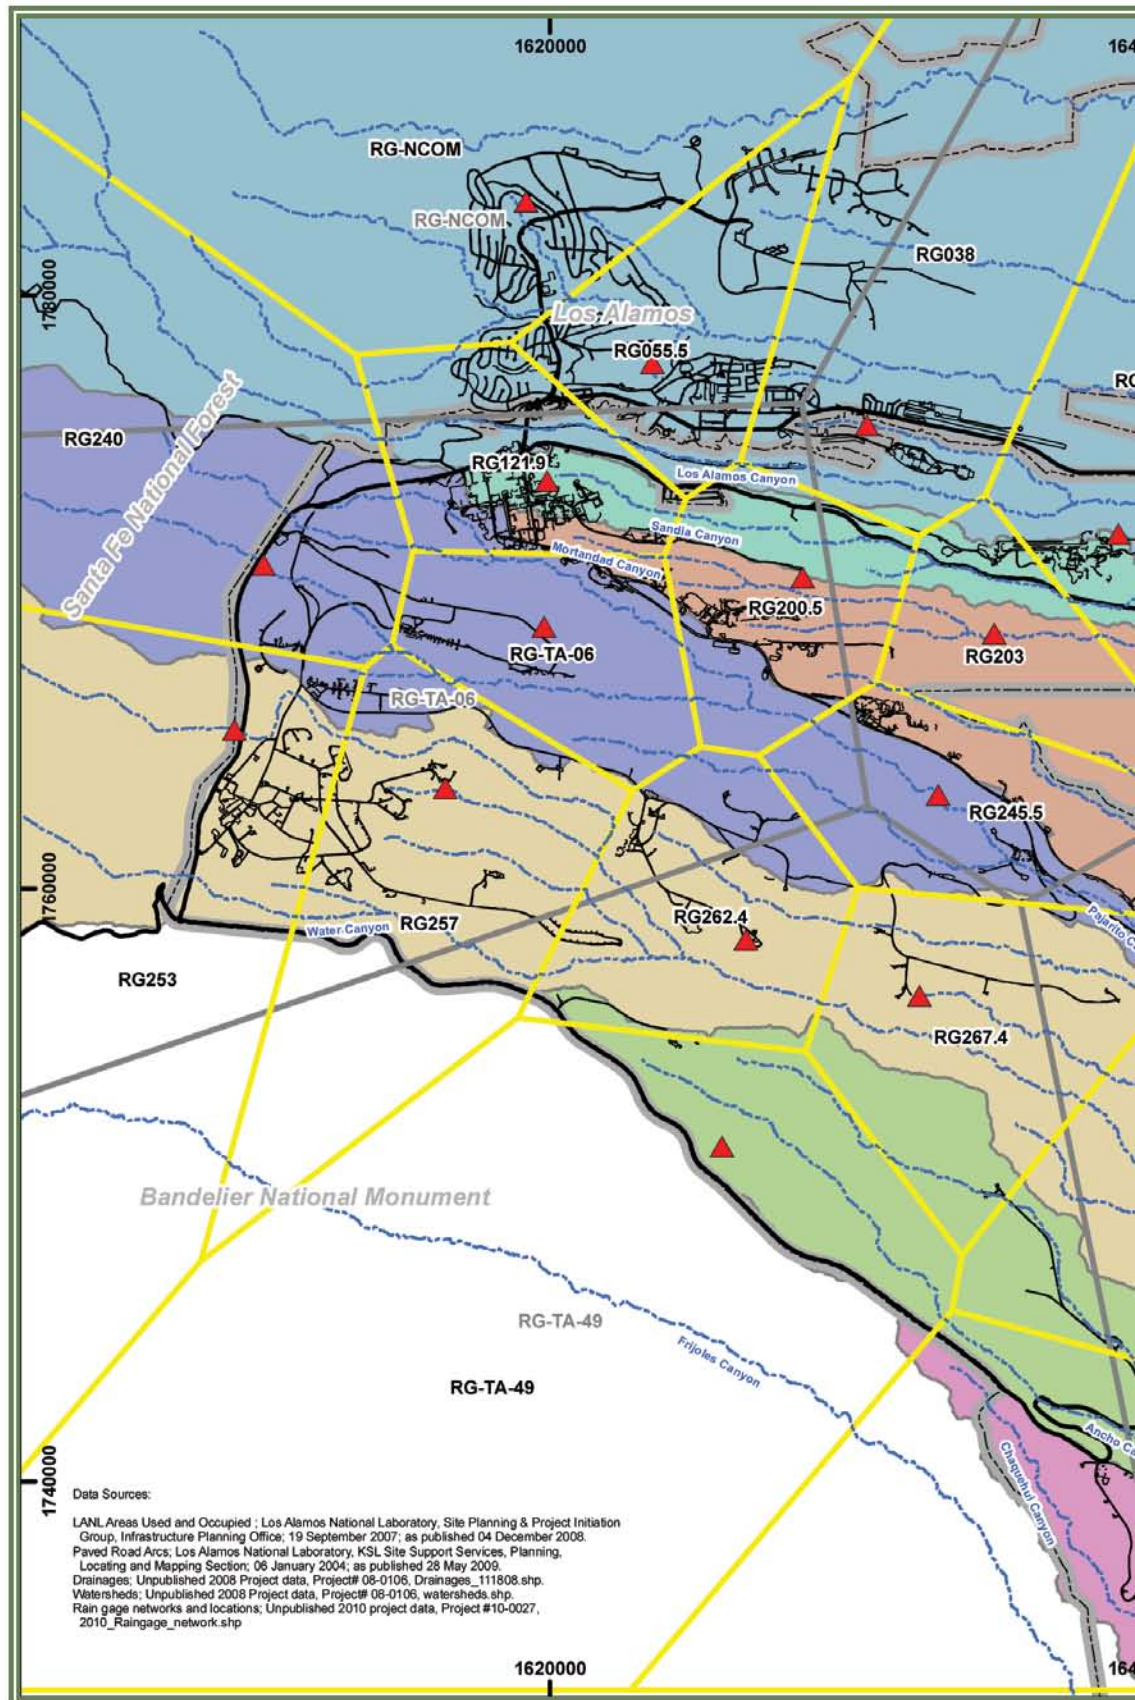 1620000
164
RG-NCOM
RG-NCOM
RG038
1780000
Los Alamos
RG055.5
RG
Santa Fe National Forest
RG240
RG121.9
Los Alamos Canyon
Sandia Canyon
Mortandad Canyon
RG200.5
RG-TA-06
RG203
RG-TA-06
RG245.5
1760000
RG262.4
RG257
Water Canyon
Pajarito C
RG253
RG267.4
Bandelier National Monument
RG-TA-49
Frijoles Canyon
RG-TA-49
Ancho Ca
Chaquehui Canyon
1740000
Data Sources:
LANL Areas Used and Occupied ; Los Alamos National Laboratory, Site Planning & Project Initiation
Group, Infrastructure Planning Office; 19 September 2007; as published 04 December 2008.
Paved Road Arcs; Los Alamos National Laboratory, KSL Site Support Services, Planning,
Locating and Mapping Section; 06 January 2004; as published 28 May 2009.
Drainages; Unpublished 2008 Project data, Project# 08-0106, Drainages_111808.shp.
Watersheds; Unpublished 2008 Project data, Project# 08-0106, watersheds.shp.
Rain gage networks and locations; Unpublished 2010 project data, Project #10-0027,
2010_Raingage_network.shp
1620000
164